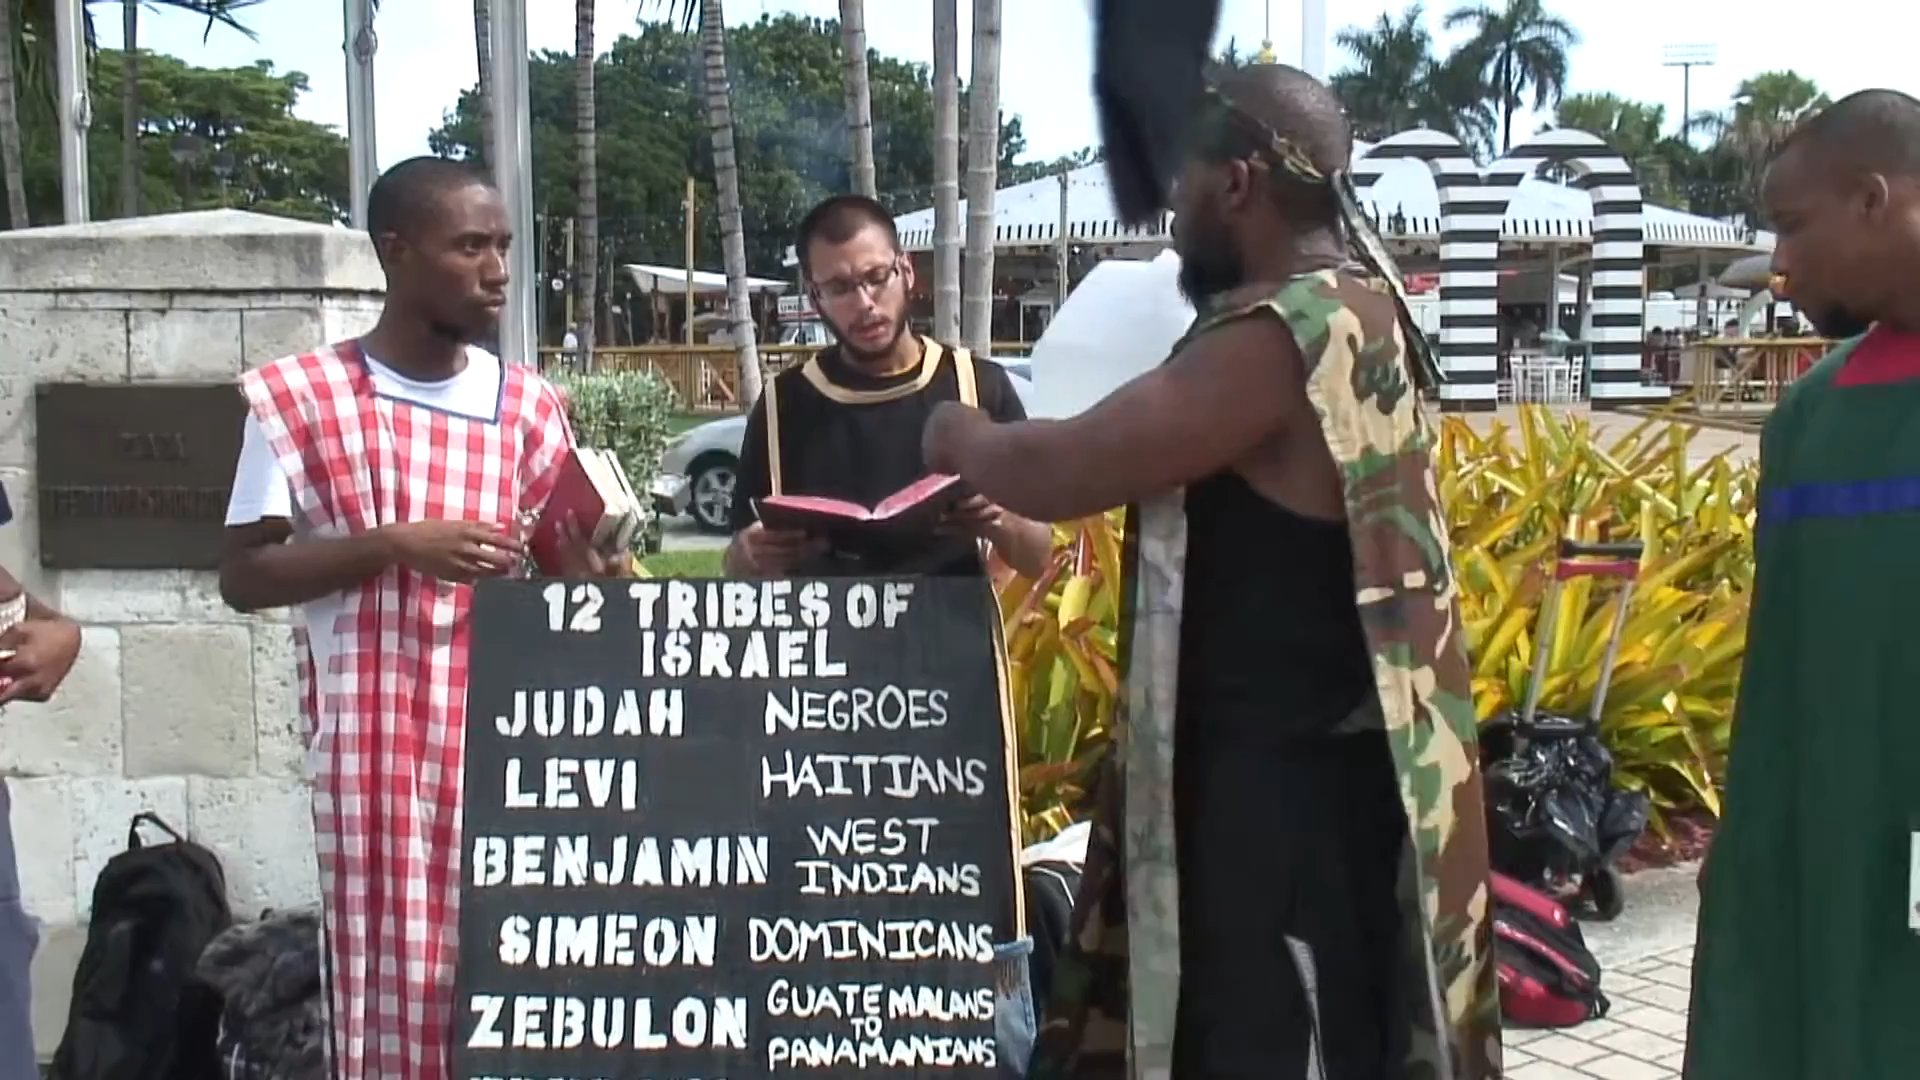 12 TRIBES OF
ISRAEL
JUDAH NEGROES
LEVI HAITIANS
BENJAMIN WEST
INDIANS
SIMEON DOMINICANS
ZEBULON GUATEMALANS
TO
PANAMANIANS